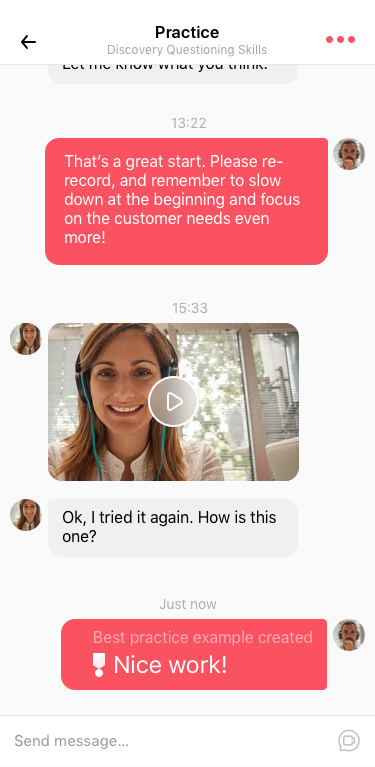 Practice
Discovery Questioning Skills
Let me know what you think.
13:22
That's a great start. Please re-
record, and remember to slow
down at the beginning and focus
on the customer needs even
more!
15:33
Ok, I tried it again. How is this
one?
Just now
Best practice example created
Nice work!
Send message...